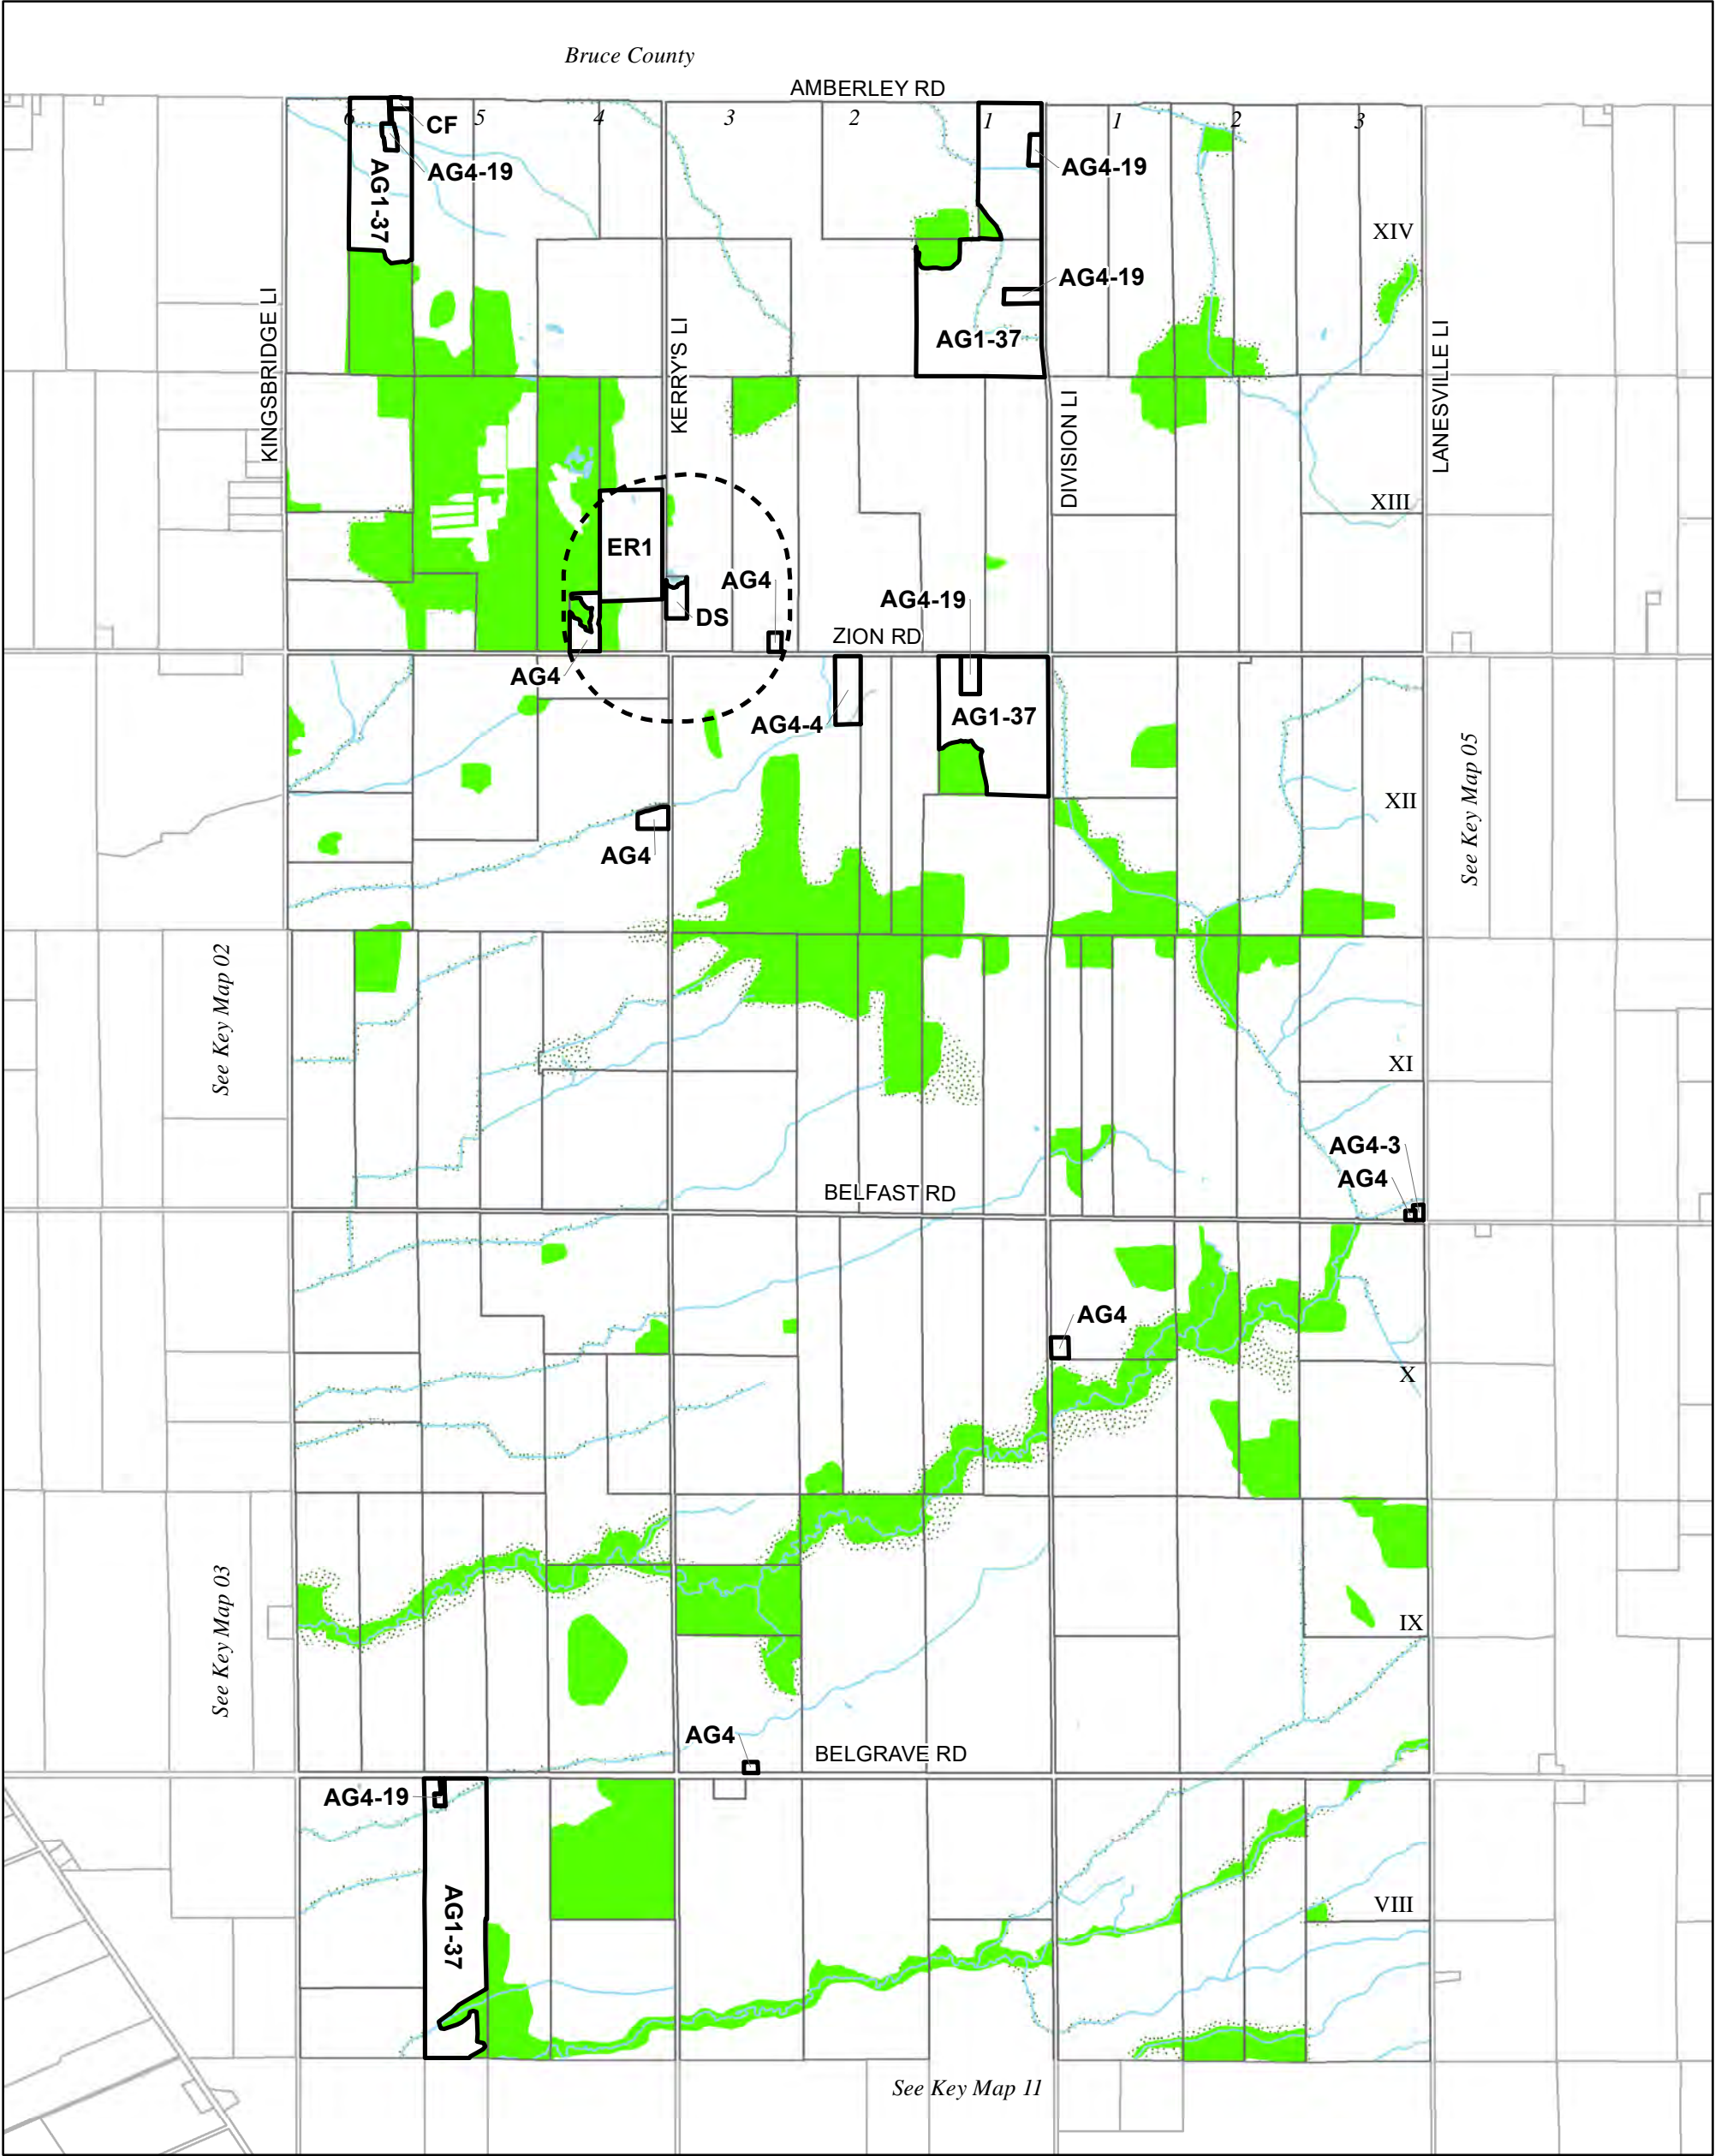 Bruce County
AMBERLEY RD
6 5 4 3 2 1 1 2 3
CF
AG4-19
AG1-37
AG4-19
XIV
AG4-19
AG1-37
KINGSBRIDGE LI
KERRY'S LI
DIVISION LI
LANESVILLE LI
XIII
ER1
AG4
AG4-19
DS
ZION RD
AG4
AG4-4
AG1-37
See Key Map 05
XII
AG4
See Key Map 02
XI
AG4-3
AG4
BELFAST RD
AG4
X
See Key Map 03
IX
AG4
BELGRAVE RD
AG4-19
AG1-37
VIII
See Key Map 11